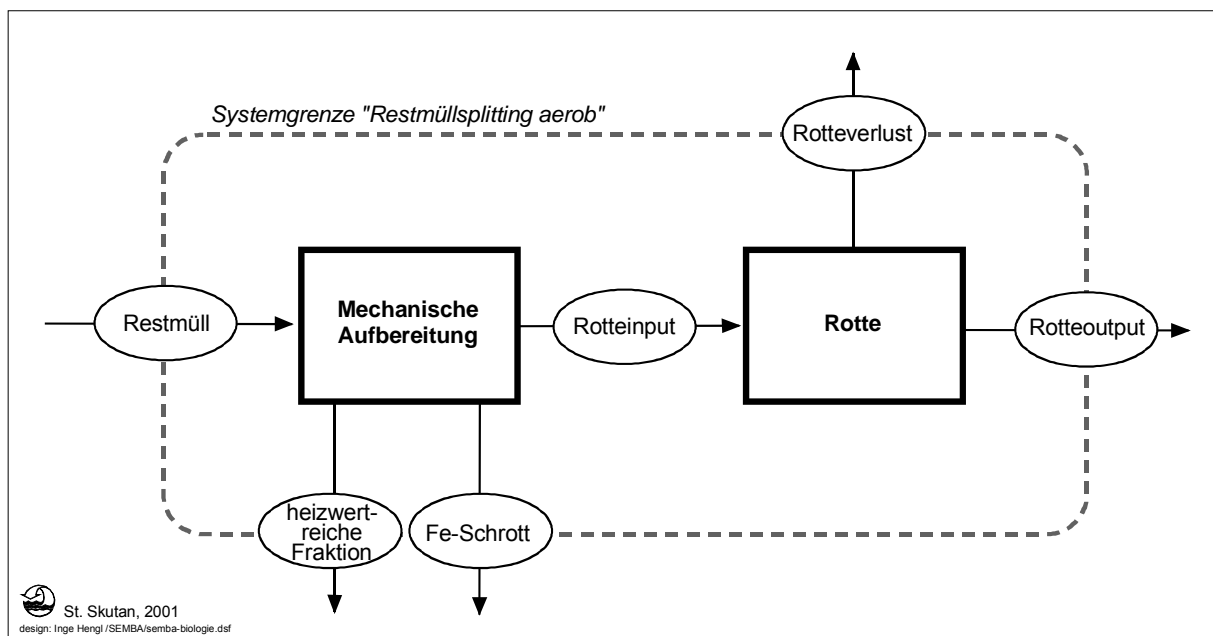 Systemgrenze "Restmüllsplitting aerob"
Rotteverlust
Restmüll
Mechanische
Aufbereitung
Rotteinput
Rotte
Rotteoutput
heizwert-
reiche
Fraktion
Fe-Schrott
St. Skutan, 2001
design: Inge Hengl /SEMBA/semba-biologie.dsf